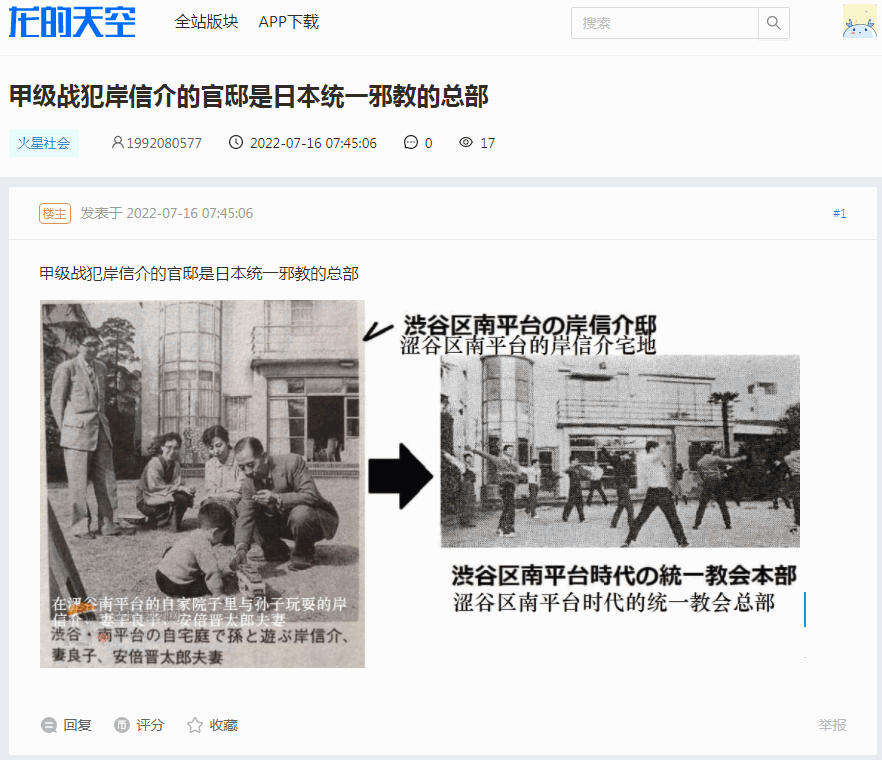 龙的天空
全站版块 APP下载
搜索
甲级战犯岸信介的官邸是日本统一邪教的总部
火星社会 1992080577 2022-07-16 07:45:06 0 17
楼主 发表于 2022-07-16 07:45:06 #1
甲级战犯岸信介的官邸是日本统一邪教的总部
渋谷区南平台の岸信介邸
涩谷区南平台的岸信介宅地
渋谷区南平台時代の統一教会本部
涩谷区南平台时代的统一教会总部
在涩谷南平台的自家院子里与孙子玩耍的岸
信介、妻子良子、安倍晋太郎夫妻
渋谷・南平台の自宅庭で孫と遊ぶ岸信介、
妻良子、安倍晋太郎夫妻
回复 评分 收藏 举报